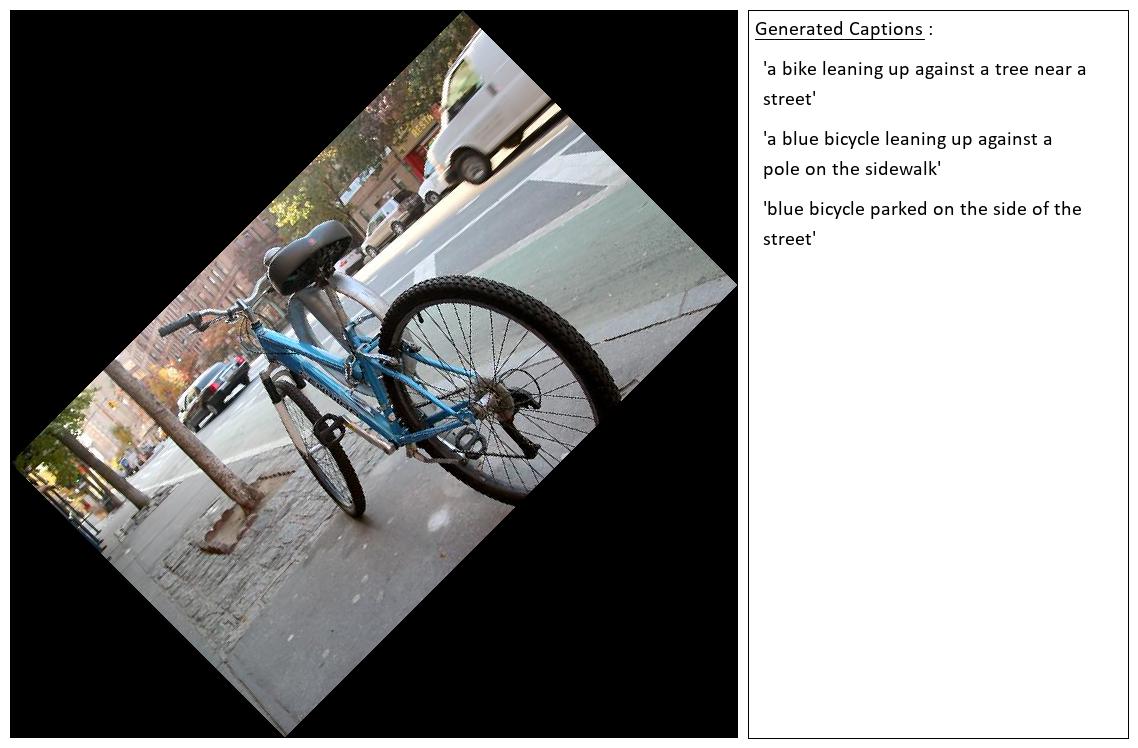 Generated Captions :
'a bike leaning up against a tree near a
street'
'a blue bicycle leaning up against a
pole on the sidewalk'
'blue bicycle parked on the side of the
street'